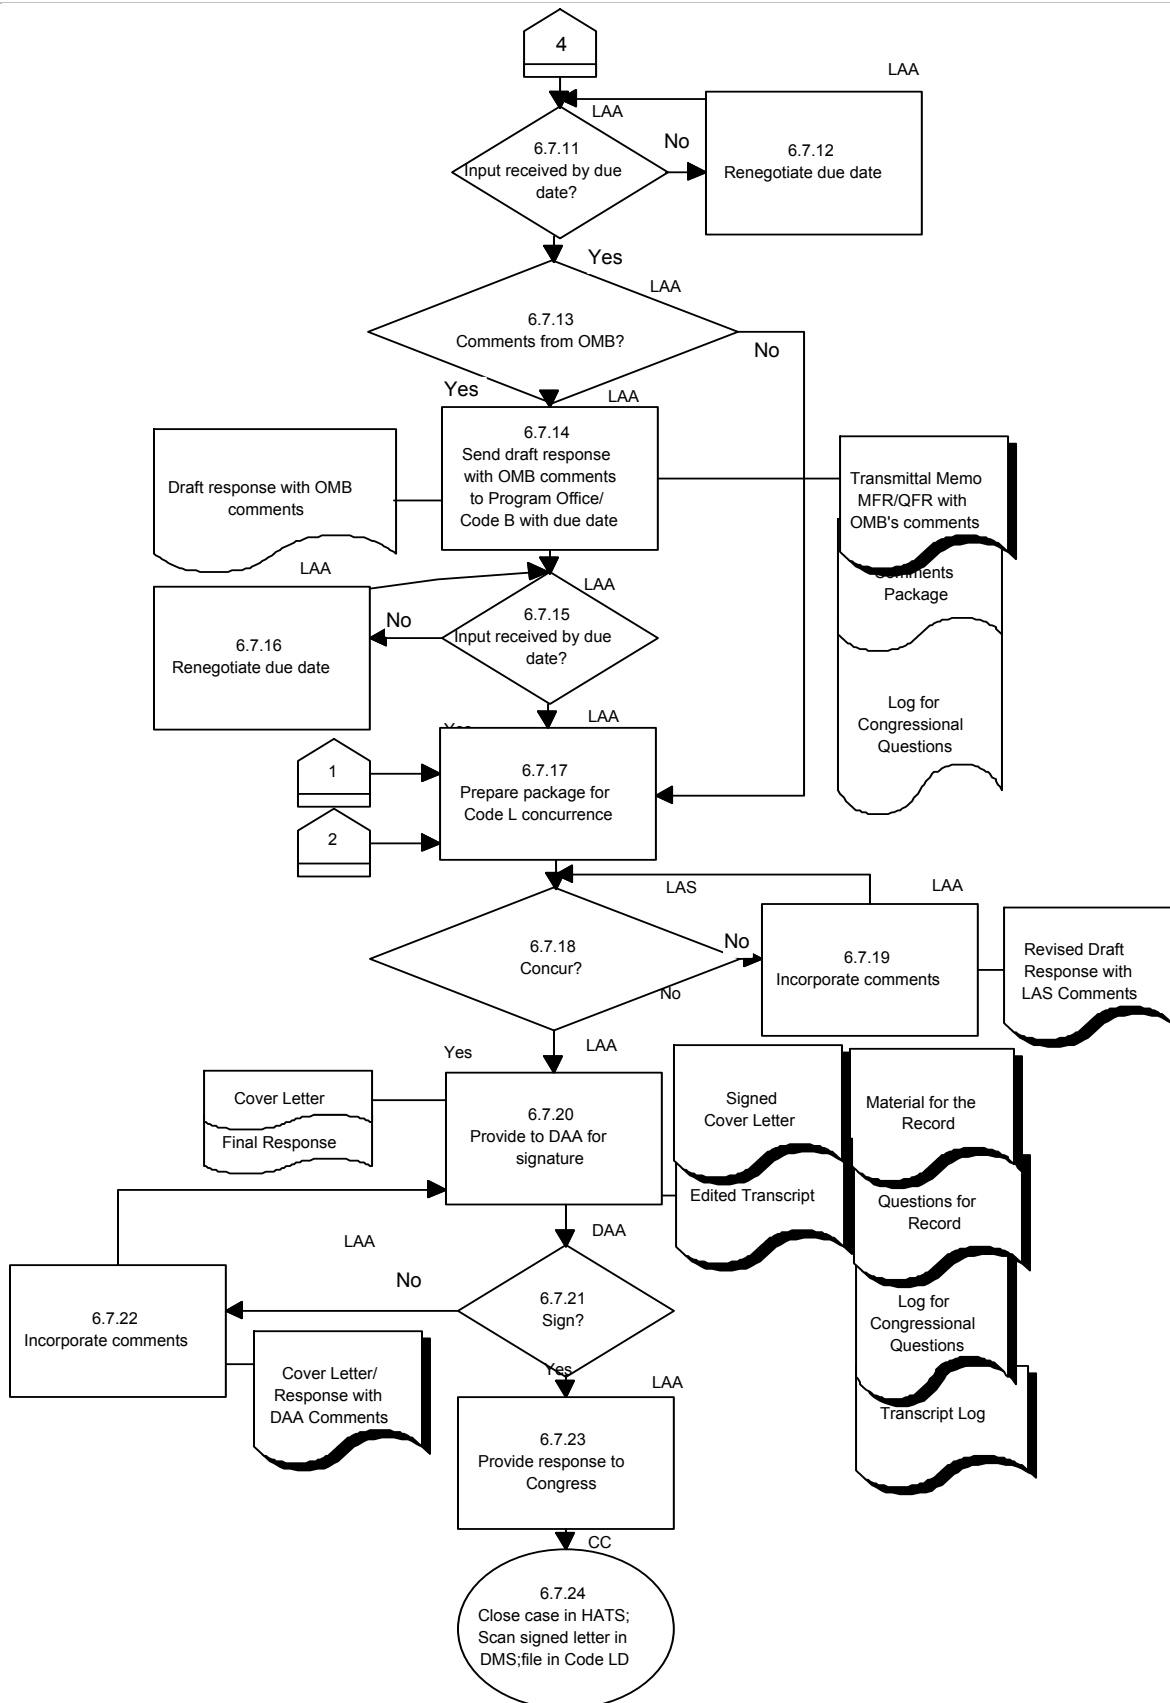 4
LAA
LAA
6.7.11
Input received by due
date?
No
6.7.12
Renegotiate due date
Yes
LAA
6.7.13
Comments from OMB?
No
Yes
LAA
6.7.14
Send draft response
with OMB comments
to Program Office/
Code B with due date
Draft response with OMB
comments
Transmittal Memo
MFR/QFR with
OMB's comments
Comments
Package
Log for
Congressional
Questions
LAA
LAA
6.7.15
Input received by due
date?
No
6.7.16
Renegotiate due date
Yes
LAA
6.7.17
Prepare package for
Code L concurrence
1
2
LAS
LAA
6.7.18
Concur?
No
No
6.7.19
Incorporate comments
Revised Draft
Response with
LAS Comments
Yes
LAA
6.7.20
Provide to DAA for
signature
Cover Letter
Final Response
Signed
Cover Letter
Edited Transcript
Material for the
Record
Questions for
Record
Log for
Congressional
Questions
Transcript Log
DAA
LAA
6.7.21
Sign?
No
6.7.22
Incorporate comments
Cover Letter/
Response with
DAA Comments
Yes
LAA
6.7.23
Provide response to
Congress
CC
6.7.24
Close case in HATS;
Scan signed letter in
DMS;file in Code LD